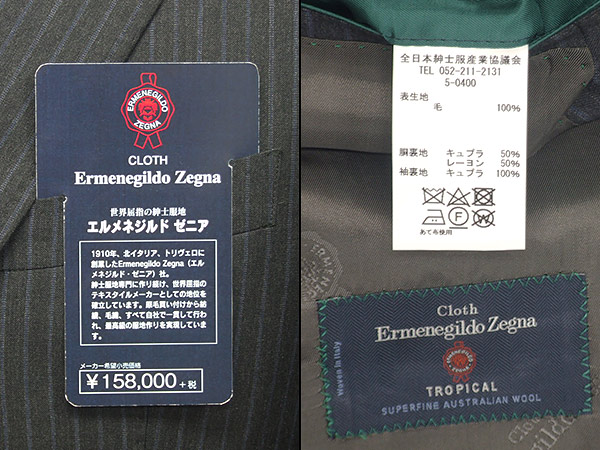 ERMENEGILDO
ZEGNA
CLOTH
Ermenegildo Zegna
世界屈指の紳士服地
エルメネジルド ゼニア
1910年、北イタリア、トリヴェロに
創業したErmenegildo Zegna（エル
メネジルド・ゼニア）社。
紳士服地専門に作り続け、世界屈指の
テキスタイルメーカーとしての地位を
確立しています。原毛買い付けから紡
績、毛織、すべて自社で一貫して行わ
れ、最高級の服地作りを実現していま
す。
メーカー希望小売価格
¥158,000+税
全日本紳士服産業協議会
TEL 052-211-2131
5-0400
表生地
毛 100%
胴裏地 キュプラ 50%
レーヨン 50%
袖裏地 キュプラ 100%
F W
あて布使用
Cloth
Ermenegildo Zegna
Woven in Italy
TROPICAL
SUPERFINE AUSTRALIAN WOOL